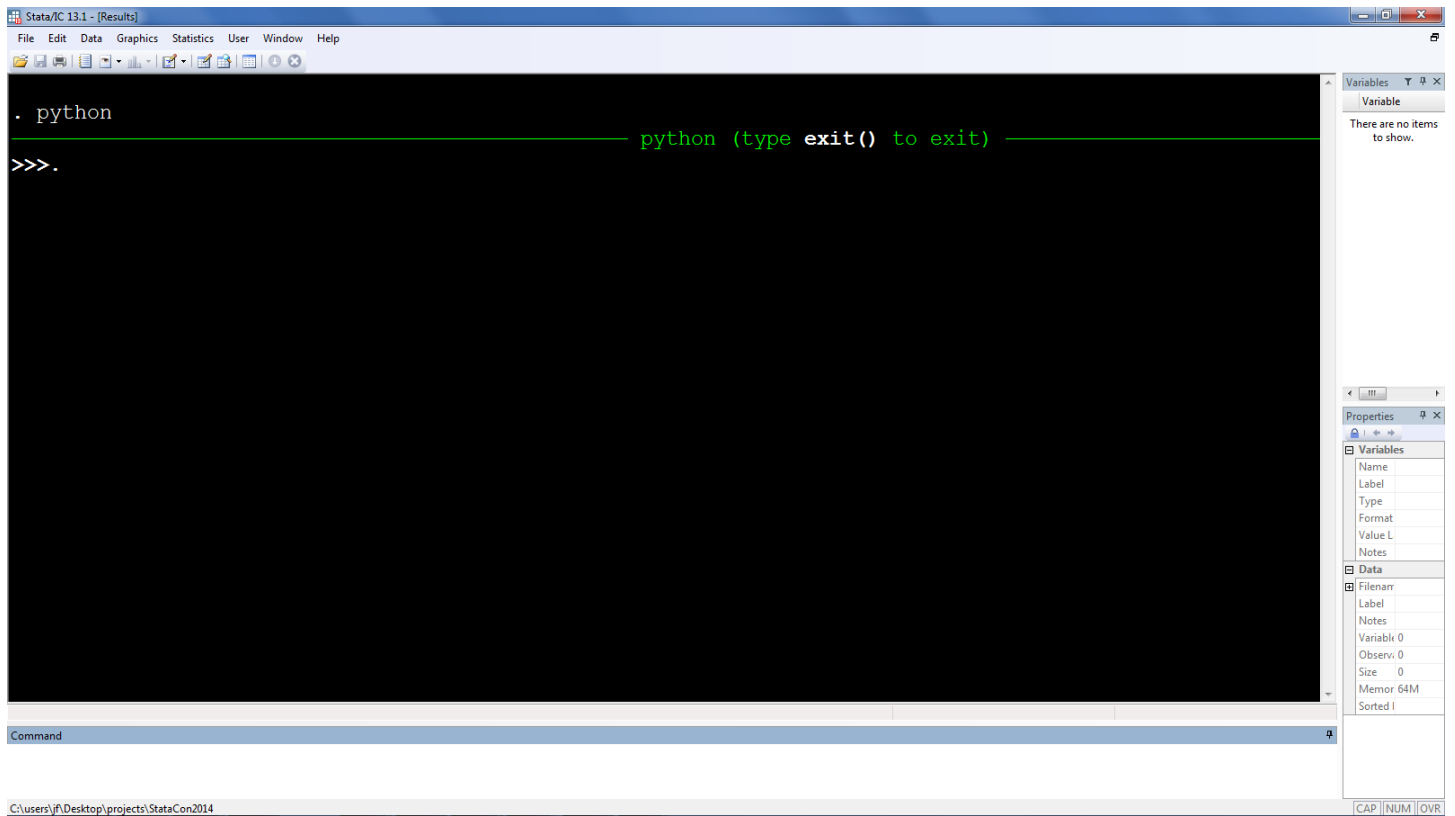 Stata/IC 13.1 - [Results]
File Edit Data Graphics Statistics User Window Help
. python
python (type exit() to exit)
>>>.
Variables
Variable
There are no items
to show.
Properties
Variables
Name
Label
Type
Format
Value L
Notes
Data
Filenam
Label
Notes
Variable 0
Observa 0
Size 0
Memor 64M
Sorted
Command
C:\users\jf\Desktop\projects\StataCon2014
CAP NUM OVR